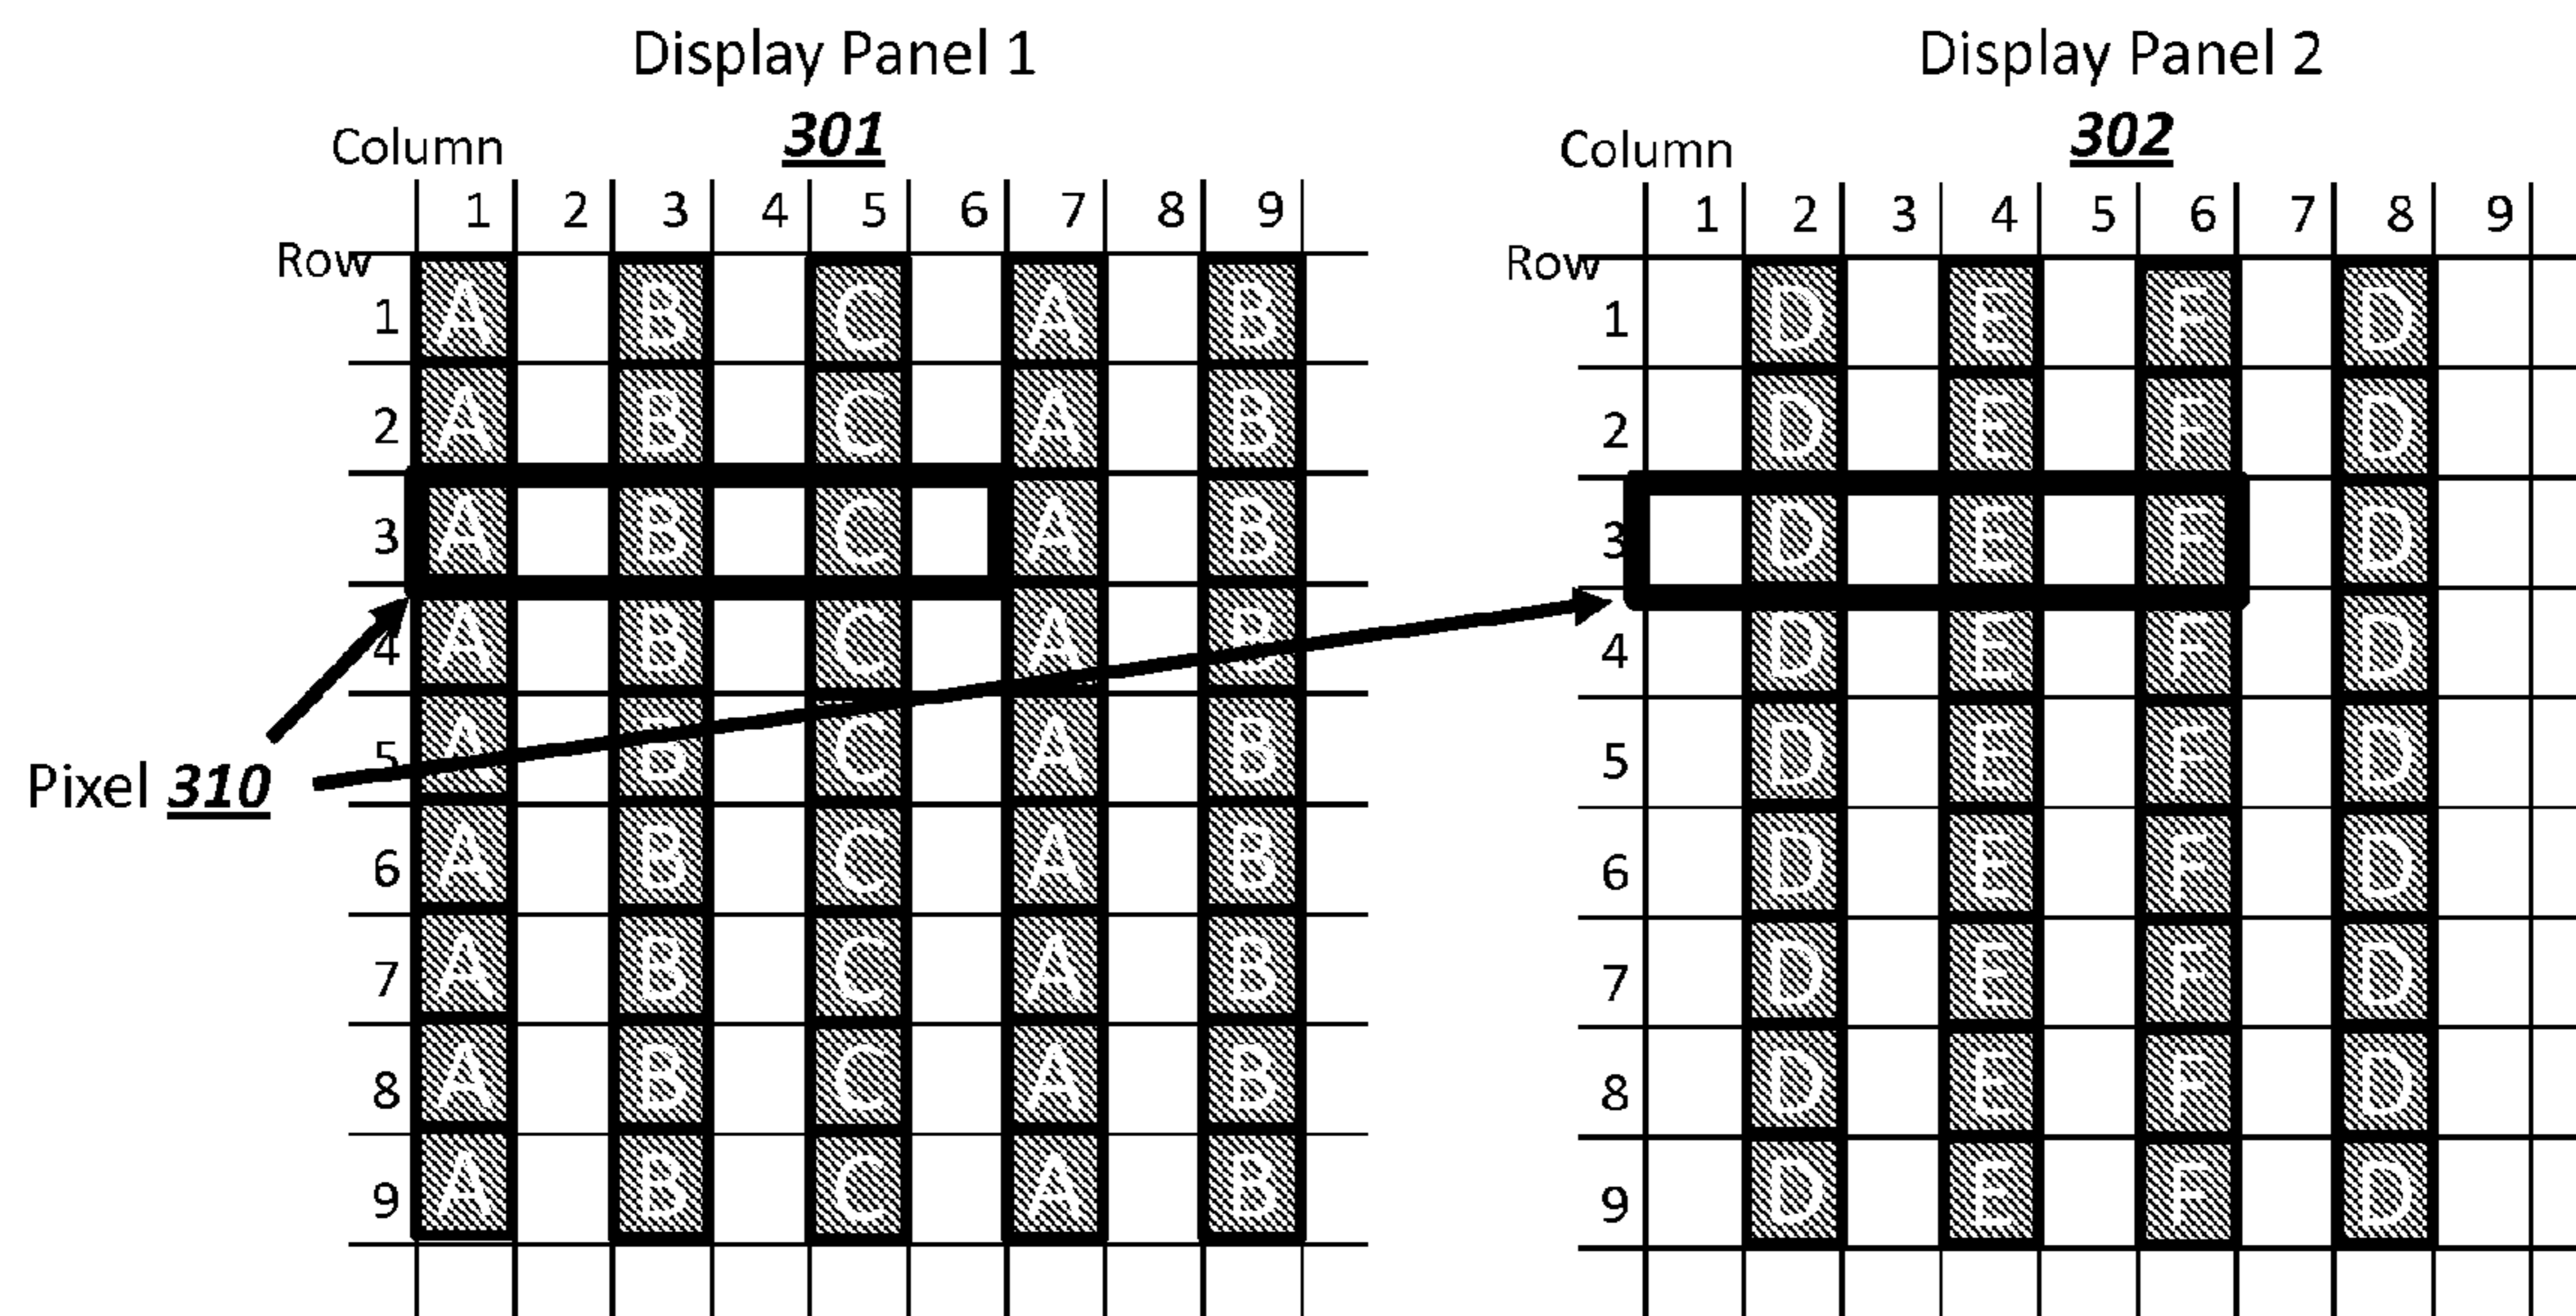 Display Panel 1 Display Panel 2
301 302
Column Column
1 2 3 4 5 6 7 8 9 1 2 3 4 5 6 7 8 9
Row Row
1 A B C A B 1 D E F D
2 A B C A B 2 D E F D
3 A B C A B 3 D E F D
4 A B C A B 4 D E F D
5 A B C A B 5 D E F D
Pixel 310
6 A B C A B 6 D E F D
7 A B C A B 7 D E F D
8 A B C A B 8 D E F D
9 A B C A B 9 D E F D